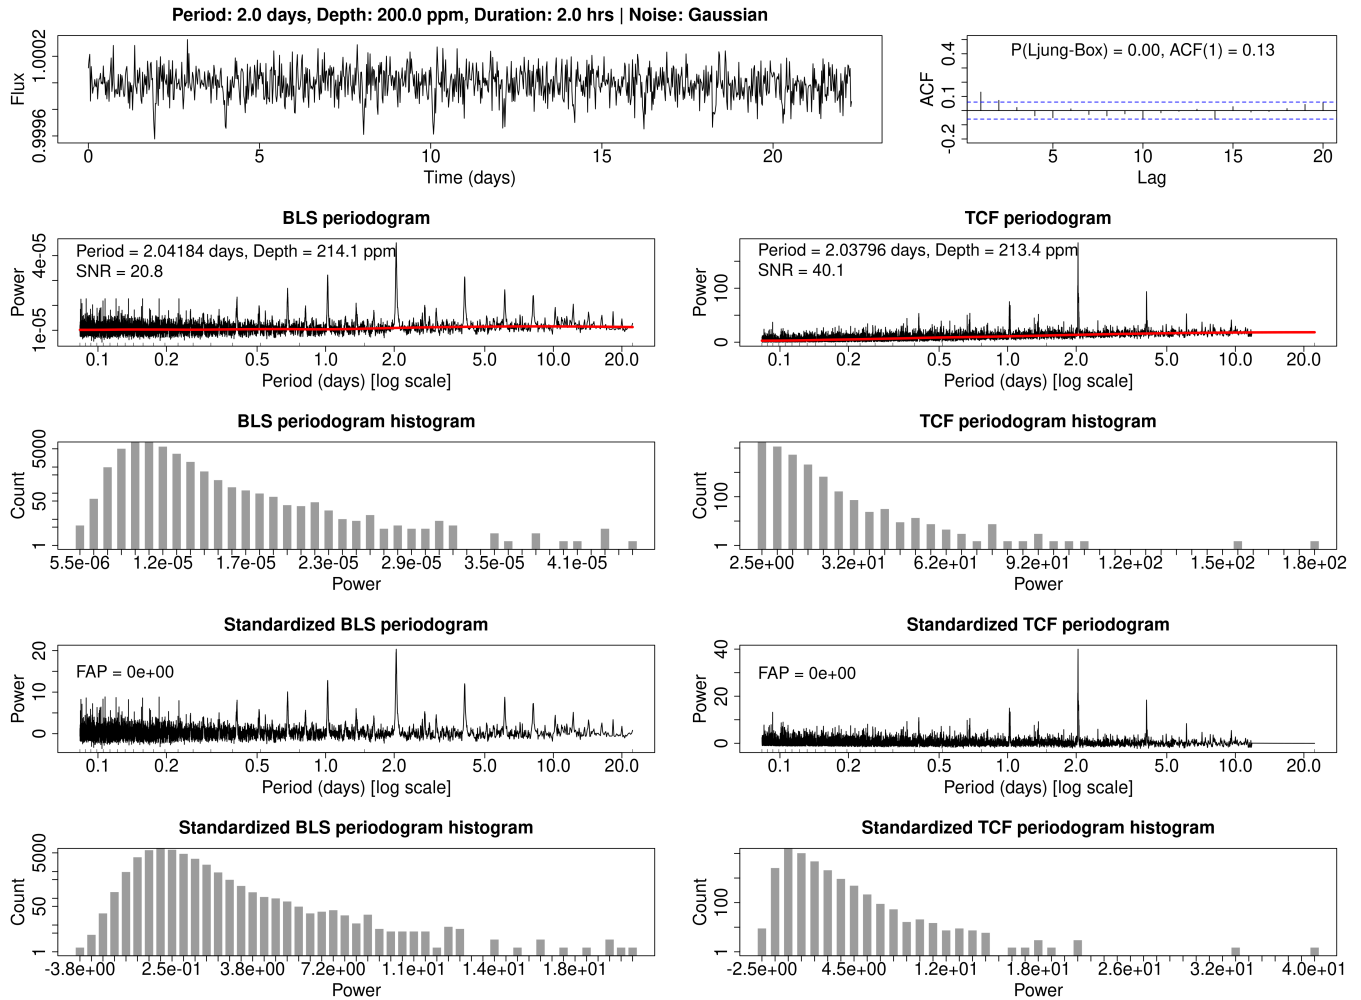 Period: 2.0 days, Depth: 200.0 ppm, Duration: 2.0 hrs | Noise: Gaussian
Flux
0.9996 1.0002
0 5 10 15 20
Time (days)
P(Ljung-Box) = 0.00, ACF(1) = 0.13
ACF
-0.2 0.1 0.4
5 10 15 20
Lag
BLS periodogram
Period = 2.04184 days, Depth = 214.1 ppm
SNR = 20.8
Power
1e-05 4e-05
0.1 0.2 0.5 1.0 2.0 5.0 10.0 20.0
Period (days) [log scale]
TCF periodogram
Period = 2.03796 days, Depth = 213.4 ppm
SNR = 40.1
Power
0 100
0.1 0.2 0.5 1.0 2.0 5.0 10.0 20.0
Period (days) [log scale]
BLS periodogram histogram
Count
1 50 5000
5.5e-06 1.2e-05 1.7e-05 2.3e-05 2.9e-05 3.5e-05 4.1e-05
Power
TCF periodogram histogram
Count
1 100
2.5e+00 3.2e+01 6.2e+01 9.2e+01 1.2e+02 1.5e+02 1.8e+02
Power
Standardized BLS periodogram
FAP = 0e+00
Power
0 10 20
0.1 0.2 0.5 1.0 2.0 5.0 10.0 20.0
Period (days) [log scale]
Standardized TCF periodogram
FAP = 0e+00
Power
0 20 40
0.1 0.2 0.5 1.0 2.0 5.0 10.0 20.0
Period (days) [log scale]
Standardized BLS periodogram histogram
Count
1 50 5000
-3.8e+00 2.5e-01 3.8e+00 7.2e+00 1.1e+01 1.4e+01 1.8e+01
Power
Standardized TCF periodogram histogram
Count
1 100
-2.5e+00 4.5e+00 1.2e+01 1.8e+01 2.6e+01 3.2e+01 4.0e+01
Power